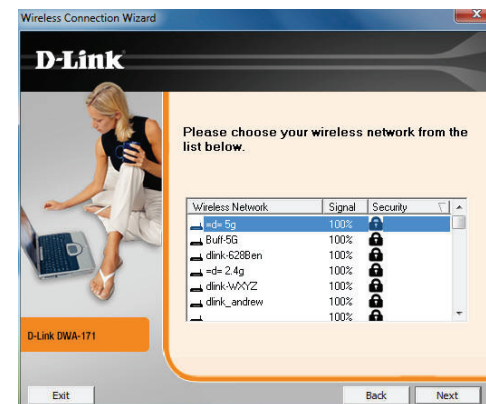 Wireless Connection Wizard
D-Link
Please choose your wireless network from the
list below.
Wireless Network Signal Security
=d= 5g 100%
Buff-5G 100%
dlink-628Ben 100%
=d= 2.4g 100%
dlink-WXYZ 100%
dlink_andrew 100%
100%
D-Link DWA-171
Exit Back Next